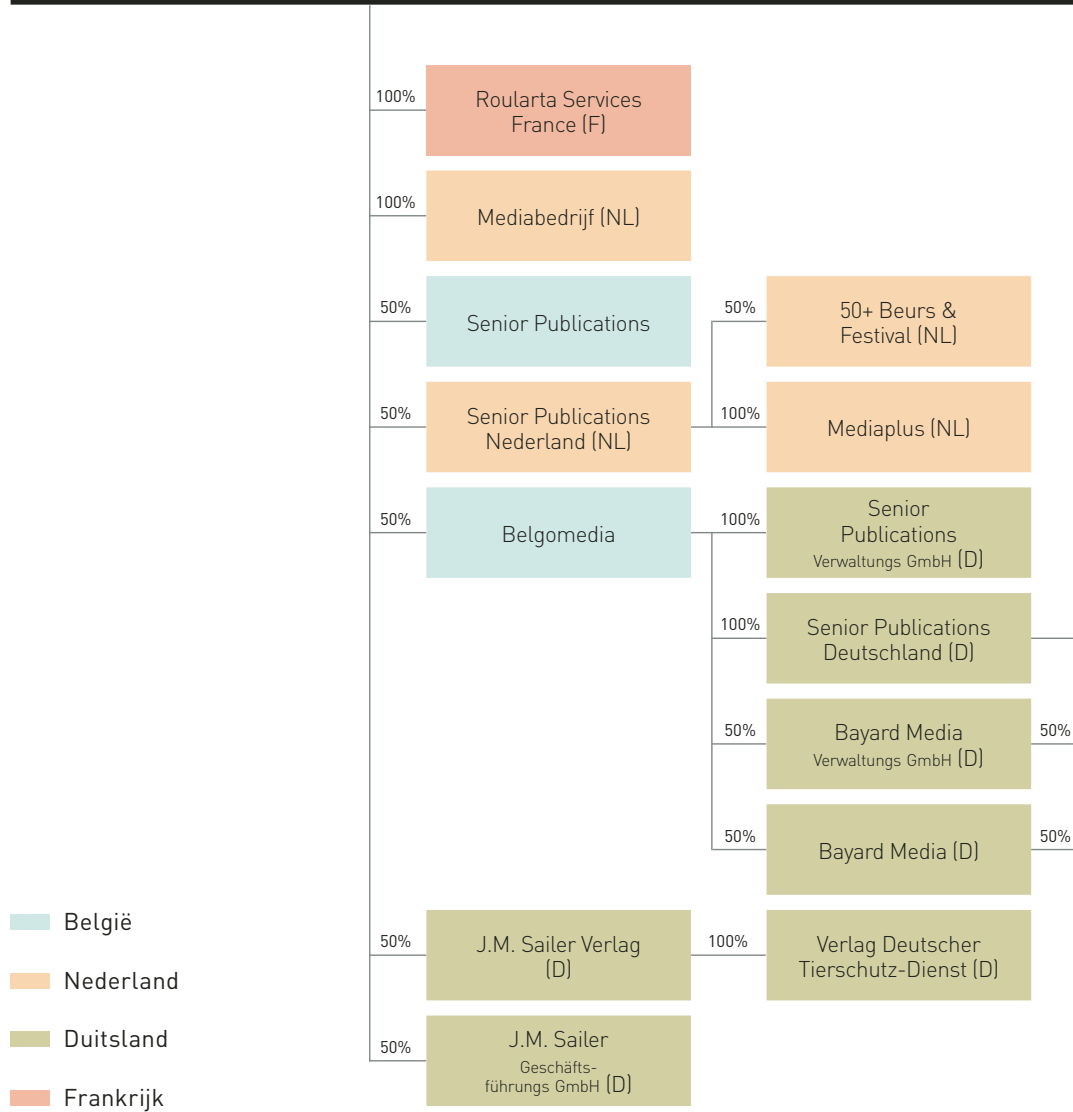 100%
Roularta Services
France (F)
100%
Mediabedrijf (NL)
50%
Senior Publications
50%
50+ Beurs &
Festival (NL)
50%
Senior Publications
Nederland (NL)
100%
Mediaplus (NL)
50%
Belgomedia
100%
Senior
Publications
Verwaltungs GmbH (D)
100%
Senior Publications
Deutschland (D)
50%
Bayard Media
Verwaltungs GmbH (D)
50%
50%
Bayard Media (D)
50%
50%
J.M. Sailer Verlag
(D)
100%
Verlag Deutscher
Tierschutz-Dienst (D)
50%
J.M. Sailer
Geschäfts-
führungs GmbH (D)
België
Nederland
Duitsland
Frankrijk